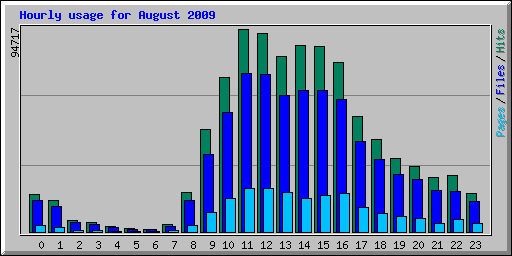 Hourly usage for August 2009
94717
Pages / Files / Hits
0 1 2 3 4 5 6 7 8 9 10 11 12 13 14 15 16 17 18 19 20 21 22 23